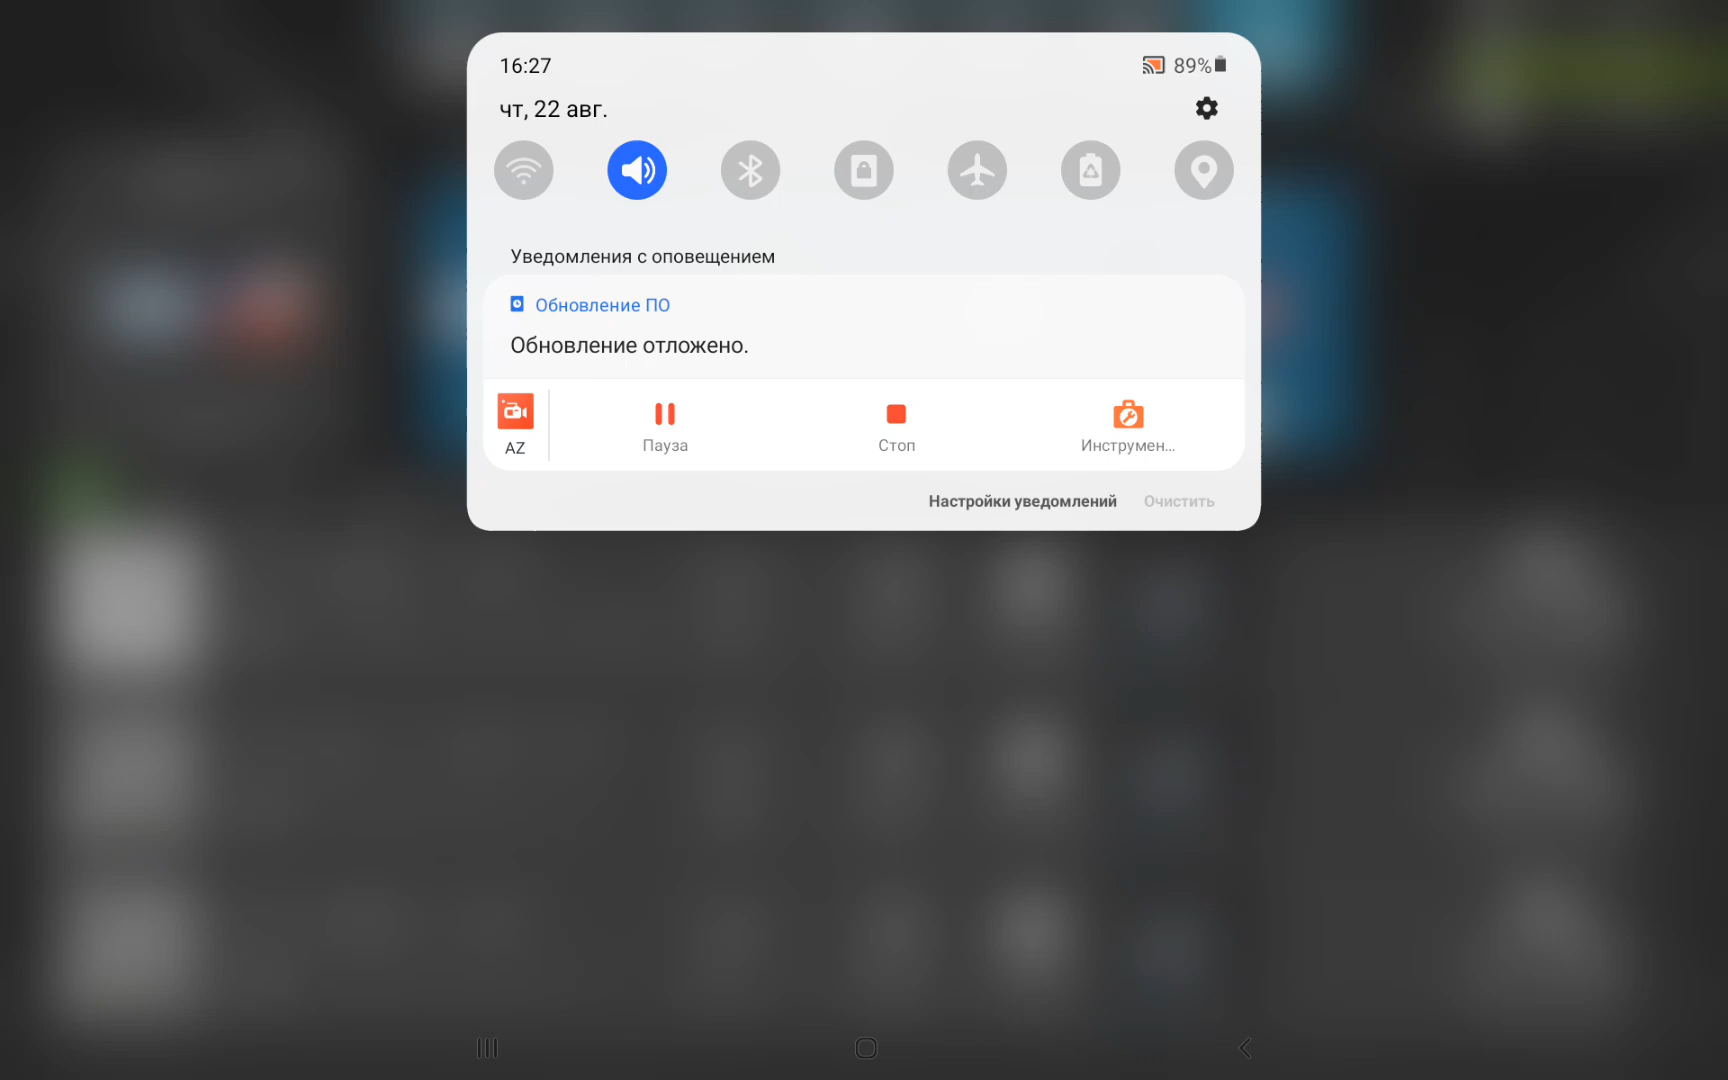 16:27
89%
чт, 22 авг.
Уведомления с оповещением
Обновление ПО
Обновление отложено.
AZ
Пауза
Стоп
Инструмен...
Настройки уведомлений
Очистить